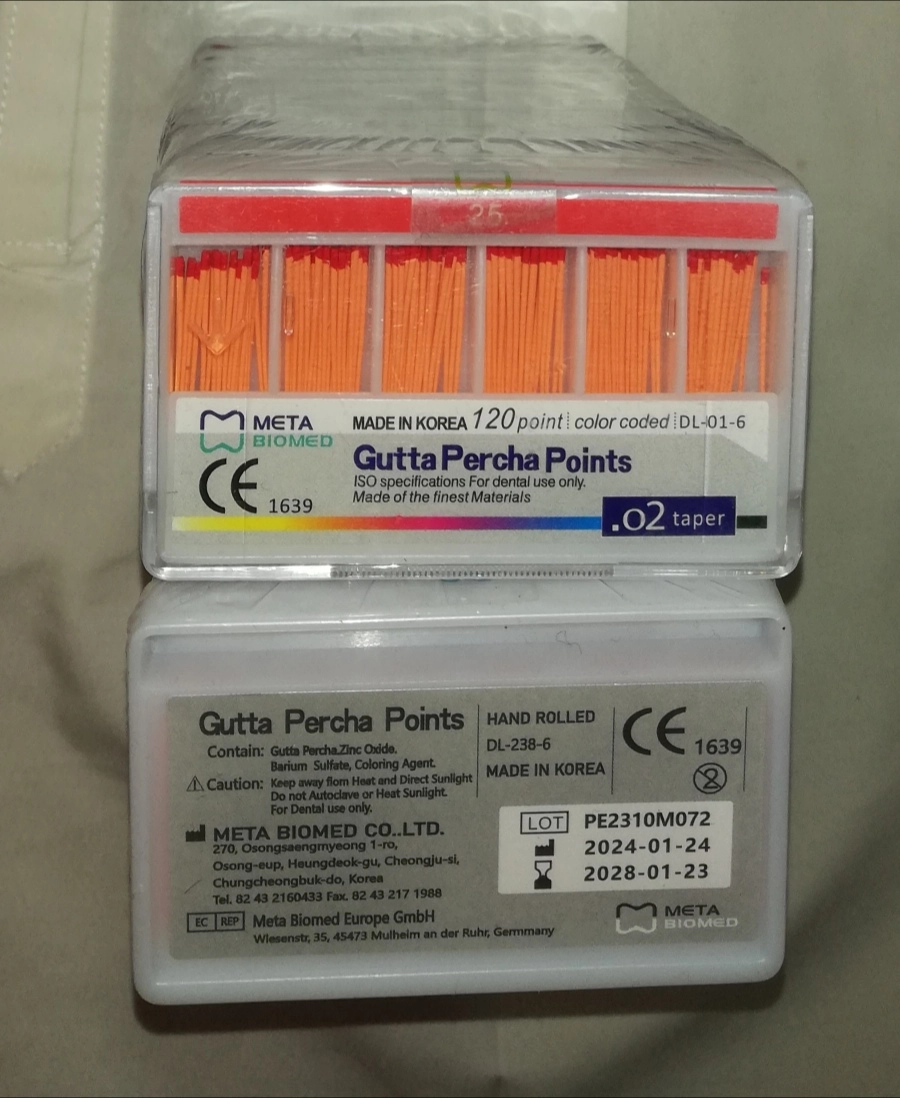 25
META
BIOMED
MADE IN KOREA 120 point color coded DL-01-6
CE 1639
Gutta Percha Points
ISO specifications For dental use only.
Made of the finest Materials
.02 taper
Gutta Percha Points
Contain: Gutta Percha.Zinc Oxide.
Barium Sulfate, Coloring Agent.
Caution: Keep away flom Heat and Direct Sunlight
Do not Autoclave or Heat Sunlight.
For Dental use only.
META BIOMED CO..LTD.
270, Osongsaengmyeong 1-ro,
Osong-eup, Heungdeok-gu, Cheongju-si,
Chungcheongbuk-do, Korea
Tel. 82 43 2160433 Fax. 82 43 217 1988
EC REP Meta Biomed Europe GmbH
Wiesenstr, 35, 45473 Mulheim an der Ruhr, Germmany
HAND ROLLED
DL-238-6
MADE IN KOREA
CE 1639
2
LOT PE2310M072
2024-01-24
2028-01-23
META
BIOMED